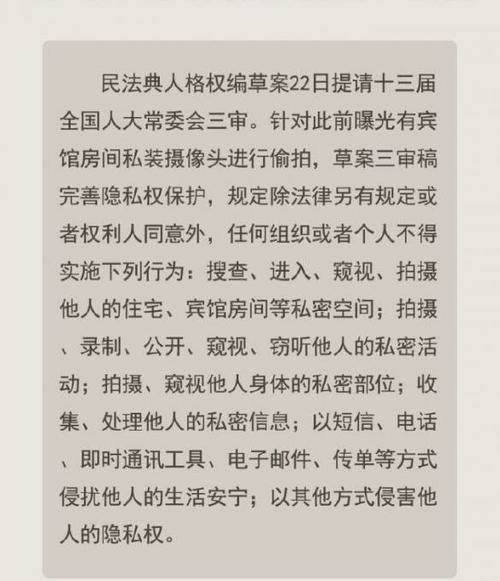 民法典人格权编草案22日提请十三届
全国人大常委会三审。针对此前曝光有宾
馆房间私装摄像头进行偷拍，草案三审稿
完善隐私权保护，规定除法律另有规定或
者权利人同意外，任何组织或者个人不得
实施下列行为：搜查、进入、窥视、拍摄
他人的住宅、宾馆房间等私密空间；拍摄
、录制、公开、窥视、窃听他人的私密活
动；拍摄、窥视他人身体的私密部位；收
集、处理他人的私密信息；以短信、电话
、即时通讯工具、电子邮件、传单等方式
侵扰他人的生活安宁；以其他方式侵害他
人的隐私权。